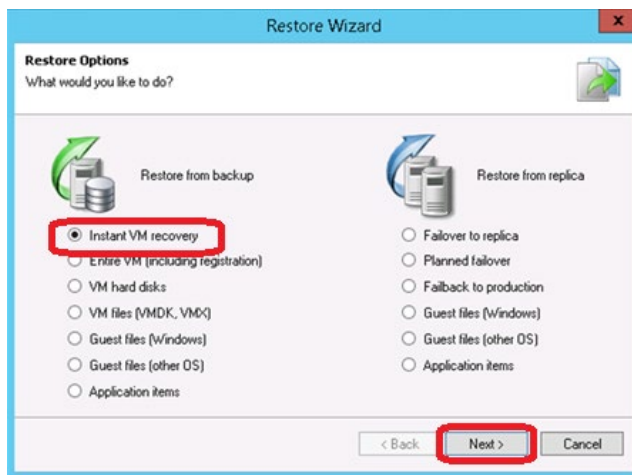 Restore Wizard
x
Restore Options
What would you like to do?
Restore from backup
Instant VM recovery
Entire VM (including registration)
VM hard disks
VM files (VMDK, VMX)
Guest files (Windows)
Guest files (other OS)
Application items
Restore from replica
Failover to replica
Planned failover
Failback to production
Guest files (Windows)
Guest files (other OS)
Application items
< Back
Next >
Cancel